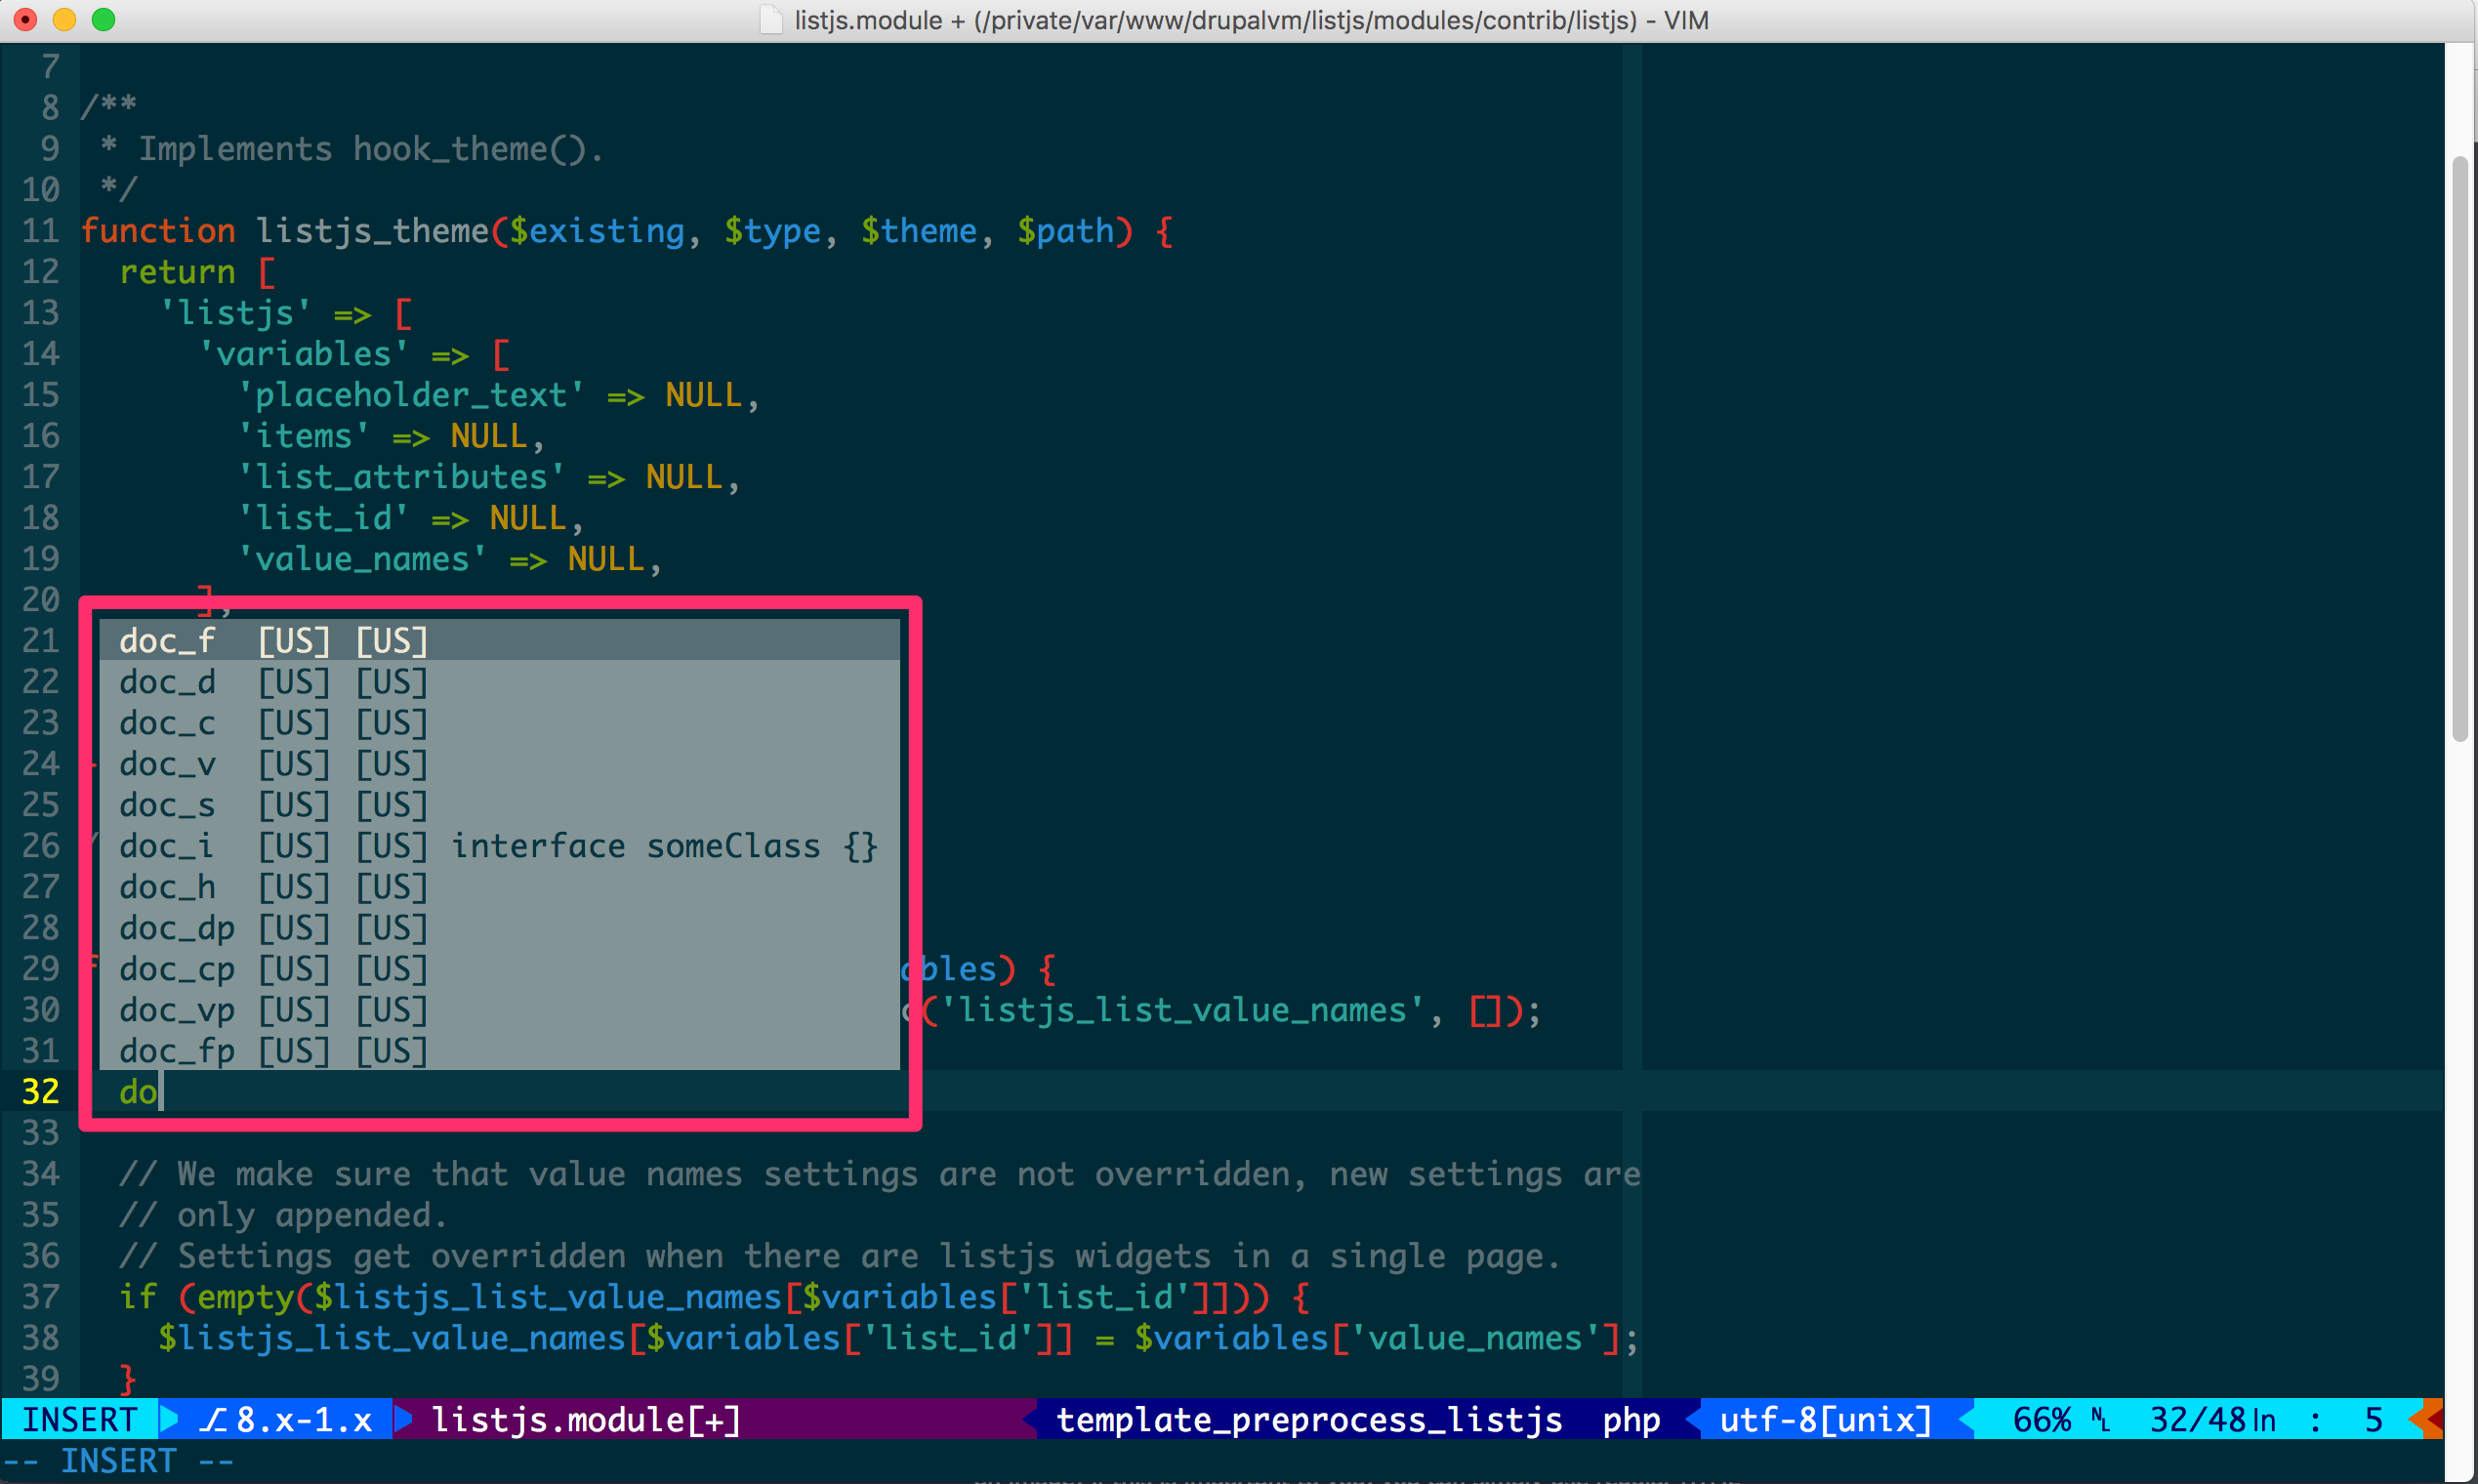 listjs.module + (/private/var/www/drupalvm/listjs/modules/contrib/listjs) - VIM
7
8 /**
9  * Implements hook_theme().
10  */
11 function listjs_theme($existing, $type, $theme, $path) {
12   return [
13     'listjs' => [
14       'variables' => [
15         'placeholder_text' => NULL,
16         'items' => NULL,
17         'list_attributes' => NULL,
18         'list_id' => NULL,
19         'value_names' => NULL,
20       ],
21   doc_f  [US] [US]
22   doc_d  [US] [US]
23   doc_c  [US] [US]
24   doc_v  [US] [US]
25   doc_s  [US] [US]
26 / doc_i  [US] [US] interface someClass {}
27   doc_h  [US] [US]
28   doc_dp [US] [US]
29 f doc_cp [US] [US] ables) {
30   doc_vp [US] [US] c('listjs_list_value_names', []);
31   doc_fp [US] [US]
32   do
33
34   // We make sure that value names settings are not overridden, new settings are
35   // only appended.
36   // Settings get overridden when there are listjs widgets in a single page.
37   if (empty($listjs_list_value_names[$variables['list_id']])) {
38     $listjs_list_value_names[$variables['list_id']] = $variables['value_names'];
39   }
INSERT 8.x-1.x listjs.module[+] template_preprocess_listjs php utf-8[unix] 66% NL 32/48 ln : 5
-- INSERT --